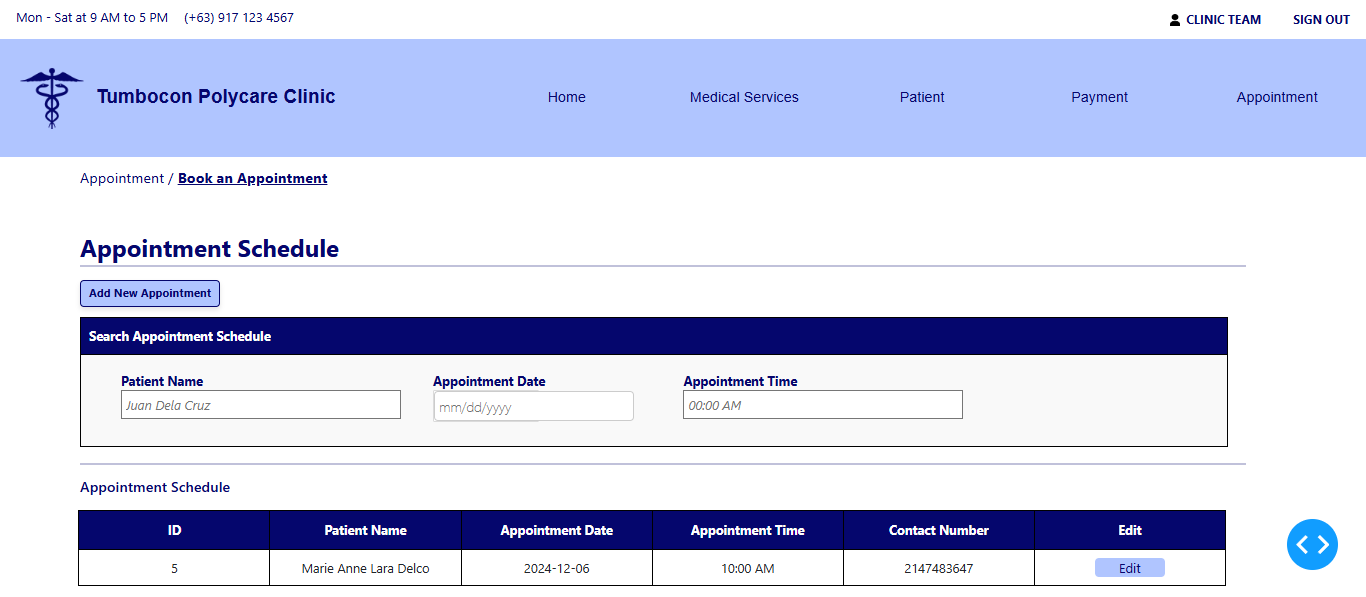 Mon - Sat at 9 AM to 5 PM (+63) 917 123 4567 CLINIC TEAM SIGN OUT
Tumbocon Polycare Clinic Home Medical Services Patient Payment Appointment
Appointment / Book an Appointment
Appointment Schedule
Add New Appointment
Search Appointment Schedule
Patient Name Appointment Date Appointment Time
Juan Dela Cruz mm/dd/yyyy 00:00 AM
Appointment Schedule
ID Patient Name Appointment Date Appointment Time Contact Number Edit
5 Marie Anne Lara Delco 2024-12-06 10:00 AM 2147483647 Edit